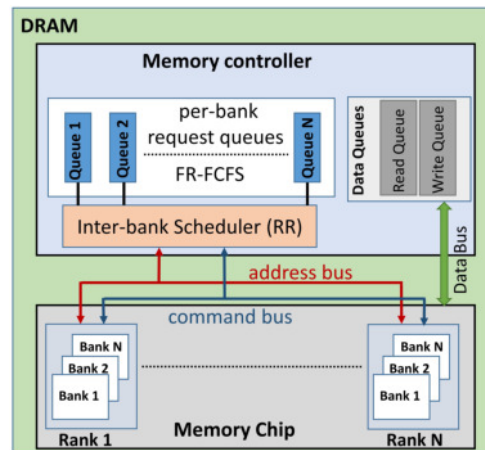 DRAM
Memory controller
Queue 1
Queue 2
per-bank
request queues
FR-FCFS
Queue N
Data Queues
Read Queue
Write Queue
Inter-bank Scheduler (RR)
Data Bus
address bus
command bus
Bank N
Bank 2
Bank 1
Rank 1
Bank N
Bank 2
Bank 1
Rank N
Memory Chip